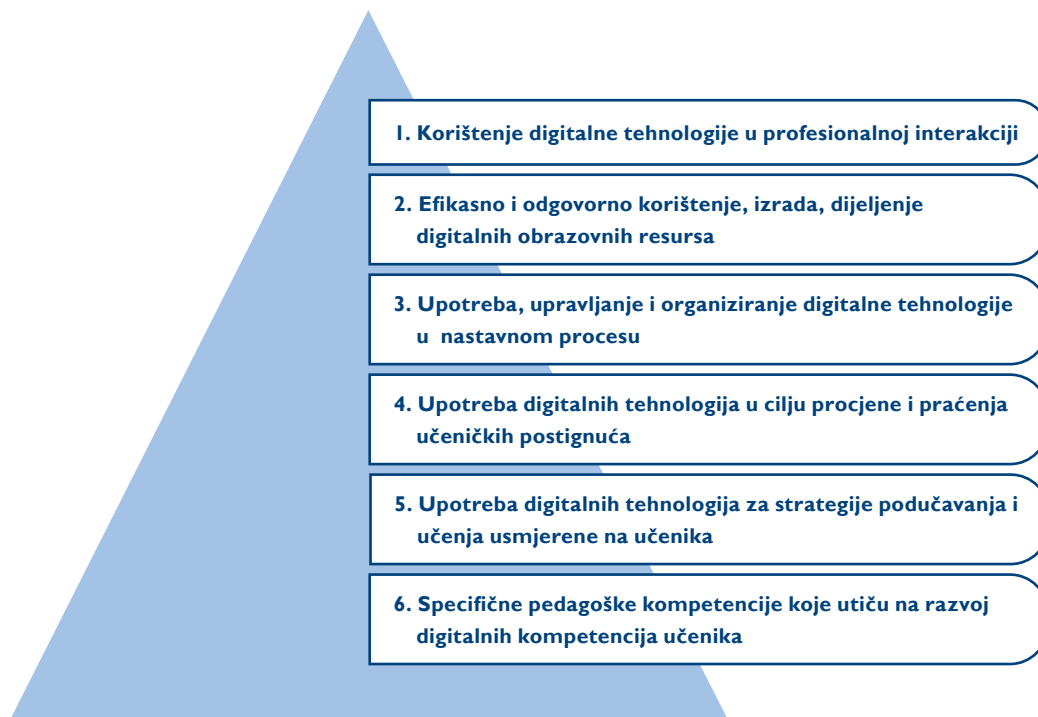 1. Korištenje digitalne tehnologije u profesionalnoj interakciji
2. Efikasno i odgovorno korištenje, izrada, dijeljenje
digitalnih obrazovnih resursa
3. Upotreba, upravljanje i organiziranje digitalne tehnologije
u nastavnom procesu
4. Upotreba digitalnih tehnologija u cilju procjene i praćenja
učeničkih postignuća
5. Upotreba digitalnih tehnologija za strategije podučavanja i
učenja usmjerene na učenika
6. Specifične pedagoške kompetencije koje utiču na razvoj
digitalnih kompetencija učenika